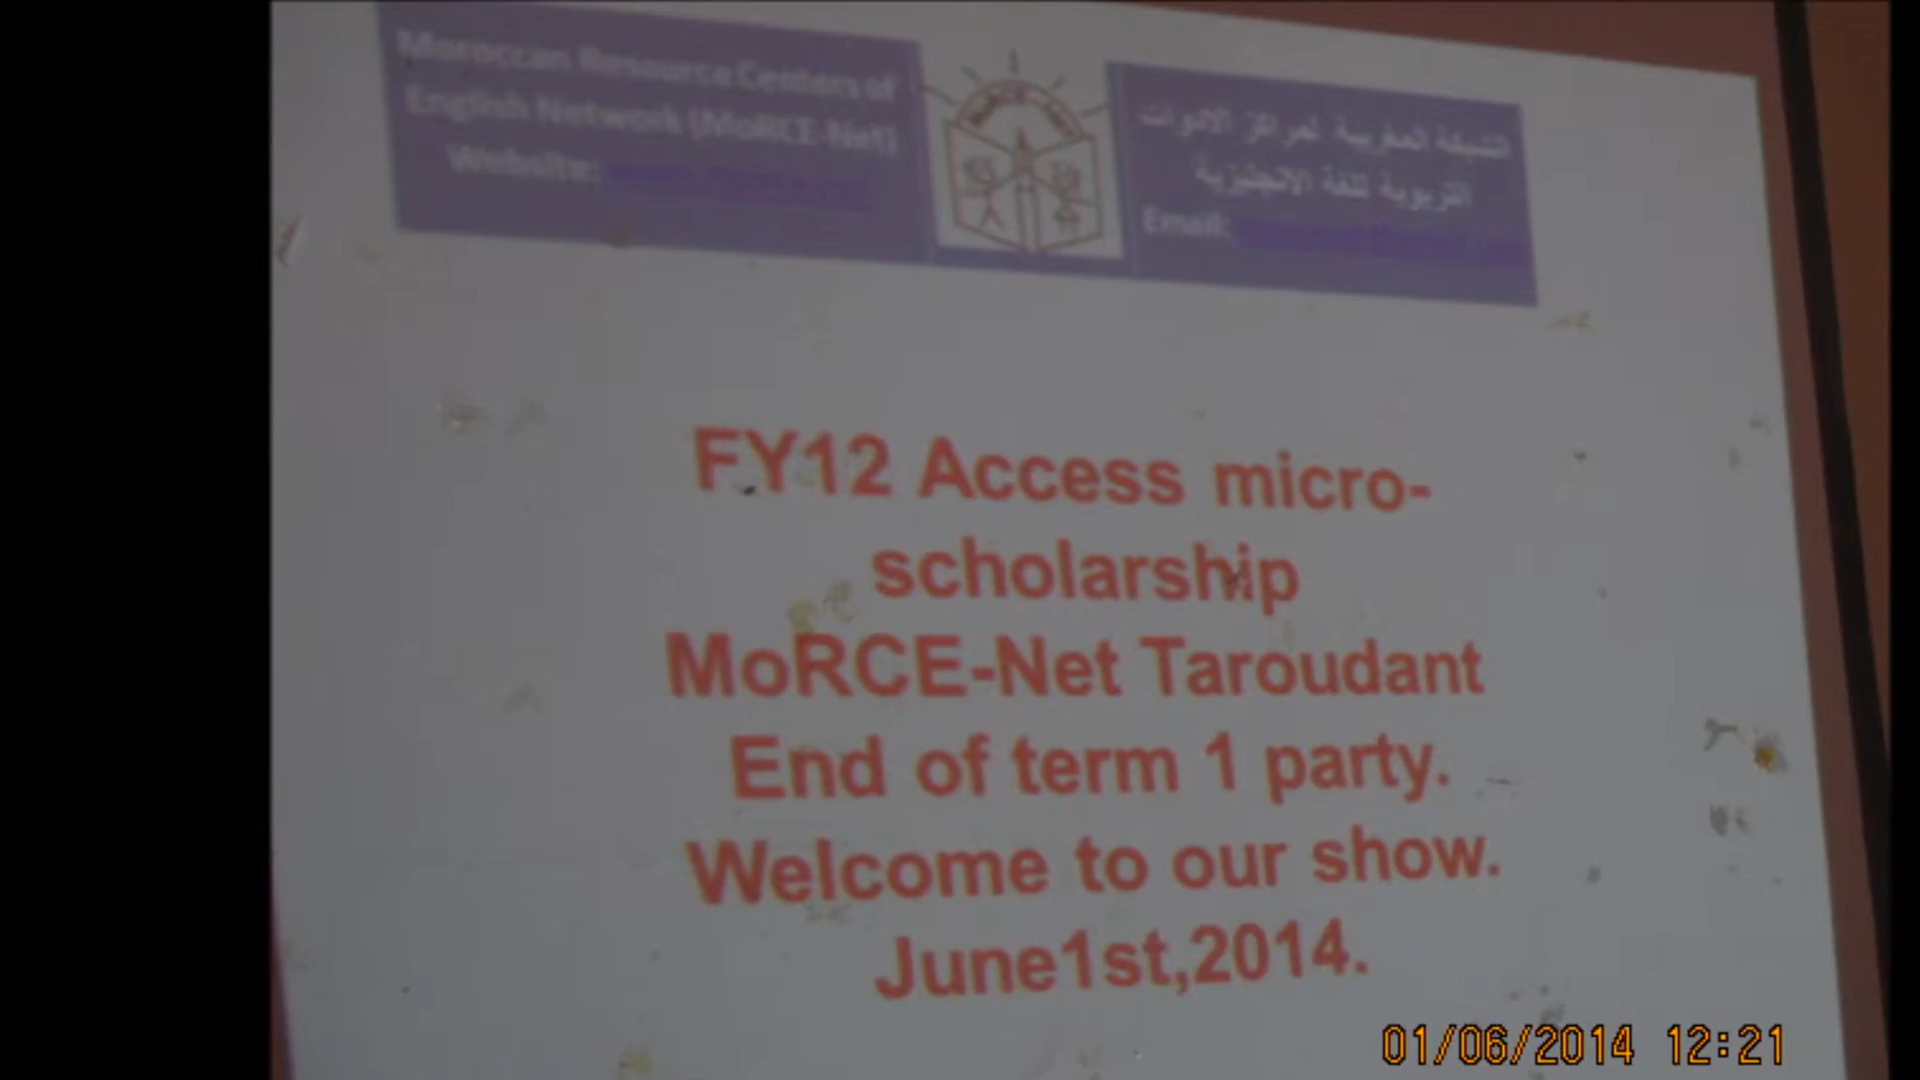 Moroccan Resource Centers of
English Network (MoRCE-Net)
Website:
الشبكة المغربية لمراكز الادوات
التربوية للغة الانجليزية
Email:
FY12 Access micro-
scholarship
MoRCE-Net Taroudant
End of term 1 party.
Welcome to our show.
June1st,2014.
01/06/2014 12:21